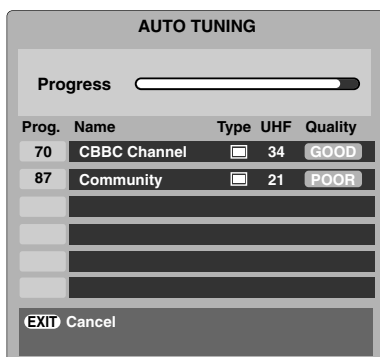 AUTO TUNING
Progress
Prog. Name Type UHF Quality
70 CBBC Channel 34 GOOD
87 Community 21 POOR
EXIT Cancel